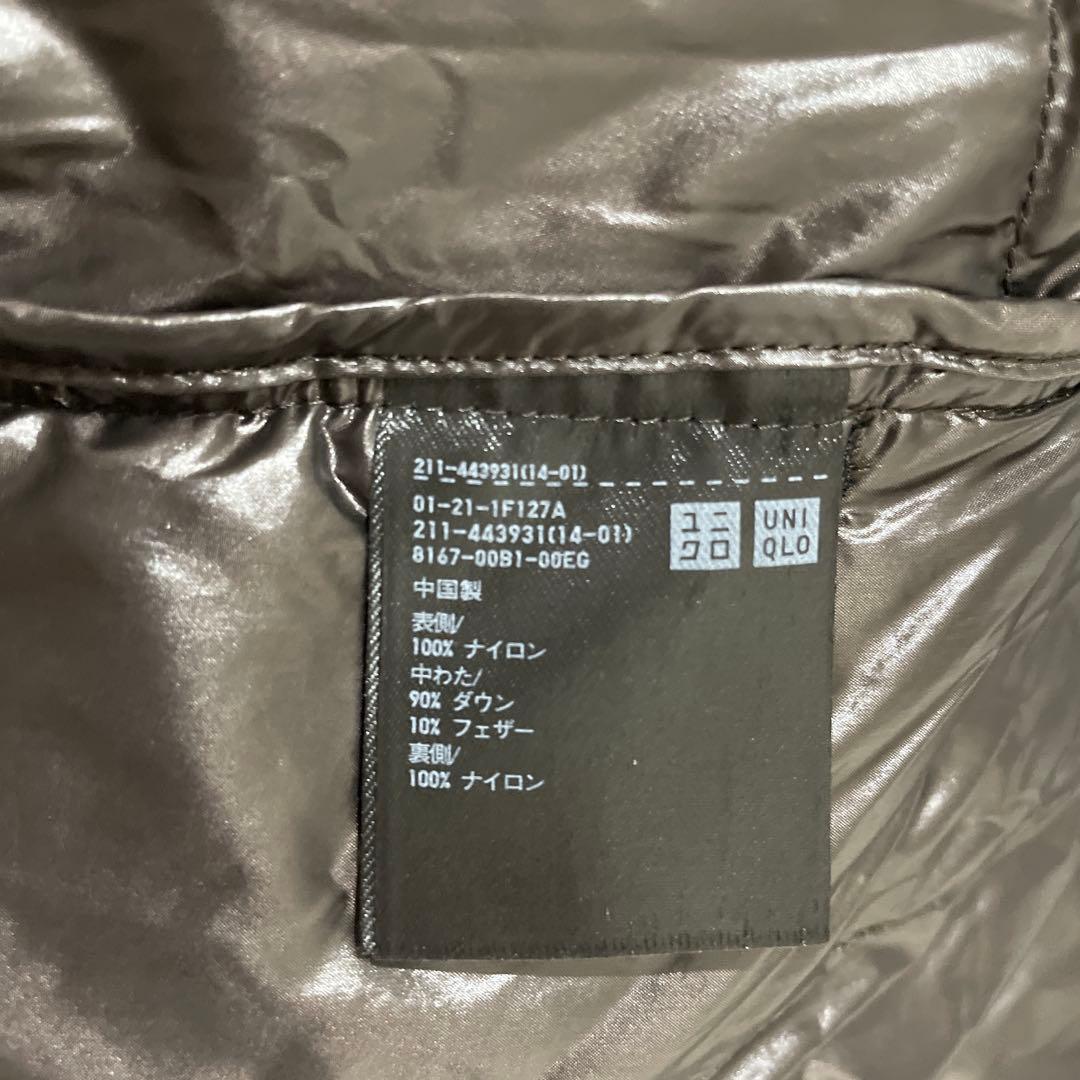 211-443931(14-01)
01-21-1F127A
211-443931(14-01)
8167-00B1-00EG
ユニ
クロ
UNI
QLO
中国製
表側/
100% ナイロン
中わた/
90% ダウン
10% フェザー
裏側/
100% ナイロン